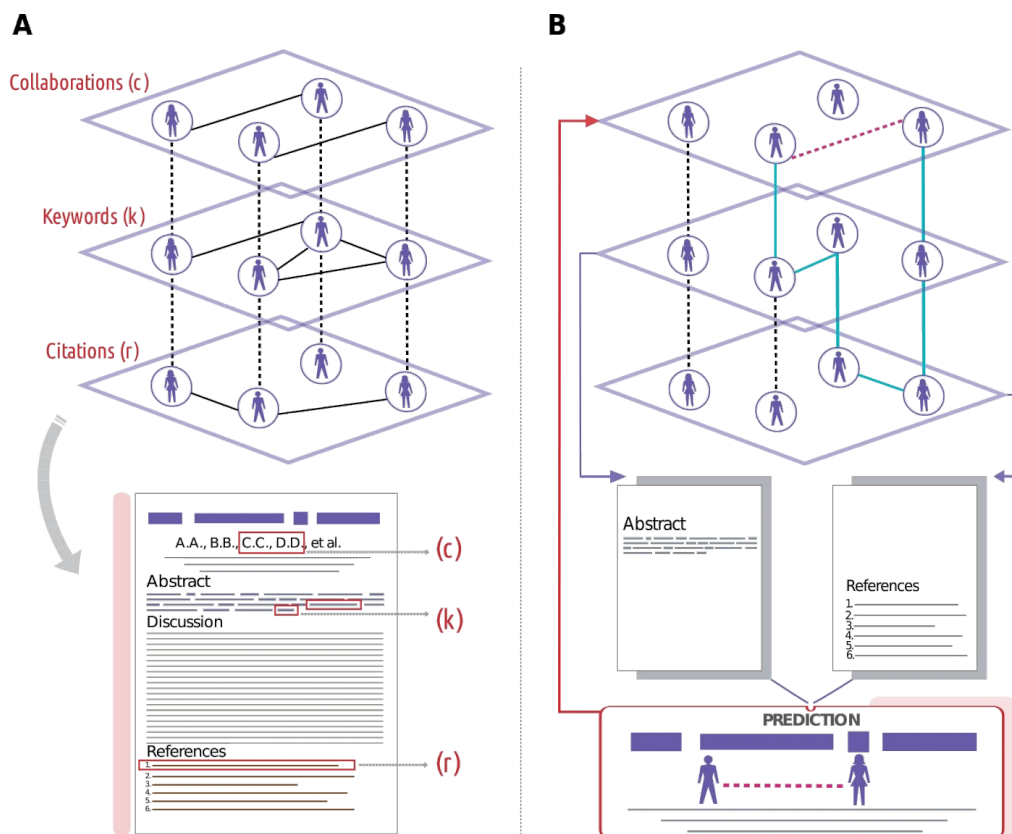 A
Collaborations (c)
Keywords (k)
Citations (r)
A.A., B.B., C.C., D.D., et al.
(c)
Abstract
(k)
Discussion
References
1.
2.
3.
4.
5.
6.
(r)
B
Abstract
References
1.
2.
3.
4.
5.
6.
PREDICTION